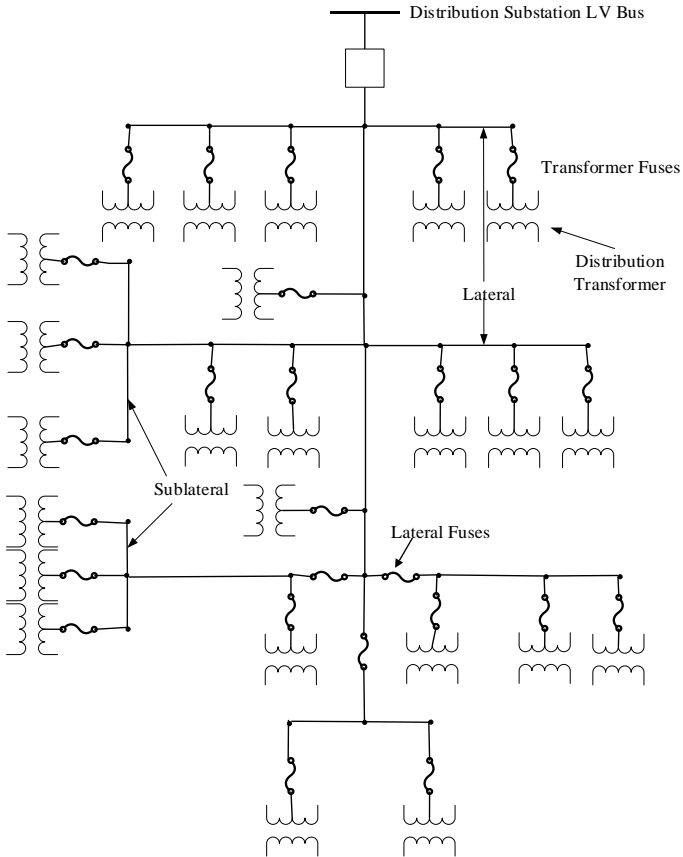 Distribution Substation LV Bus
Transformer Fuses
Distribution
Transformer
Lateral
Sublateral
Lateral Fuses